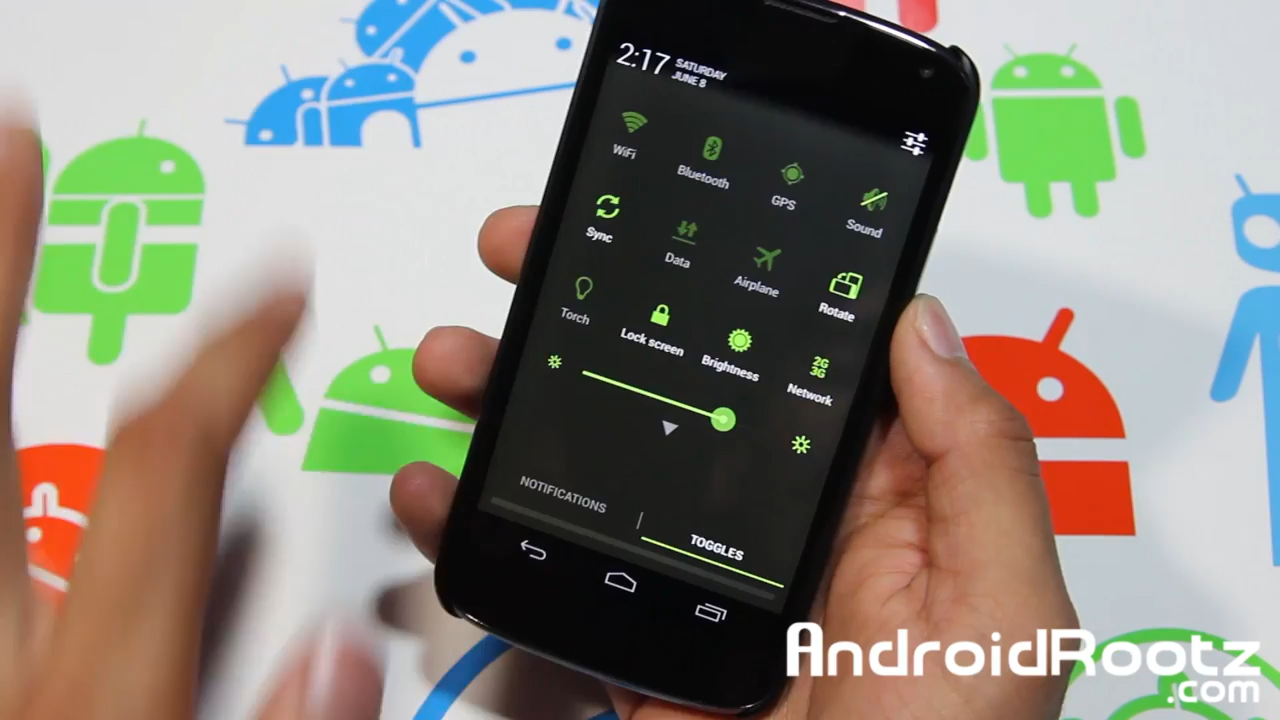 2:17 SATURDAY
JUNE 8
WiFi
Bluetooth
GPS
Sound
Sync
Data
Airplane
Rotate
Torch
Lock screen
Brightness
2G
3G
Network
NOTIFICATIONS
TOGGLES
AndroidRootz
.com